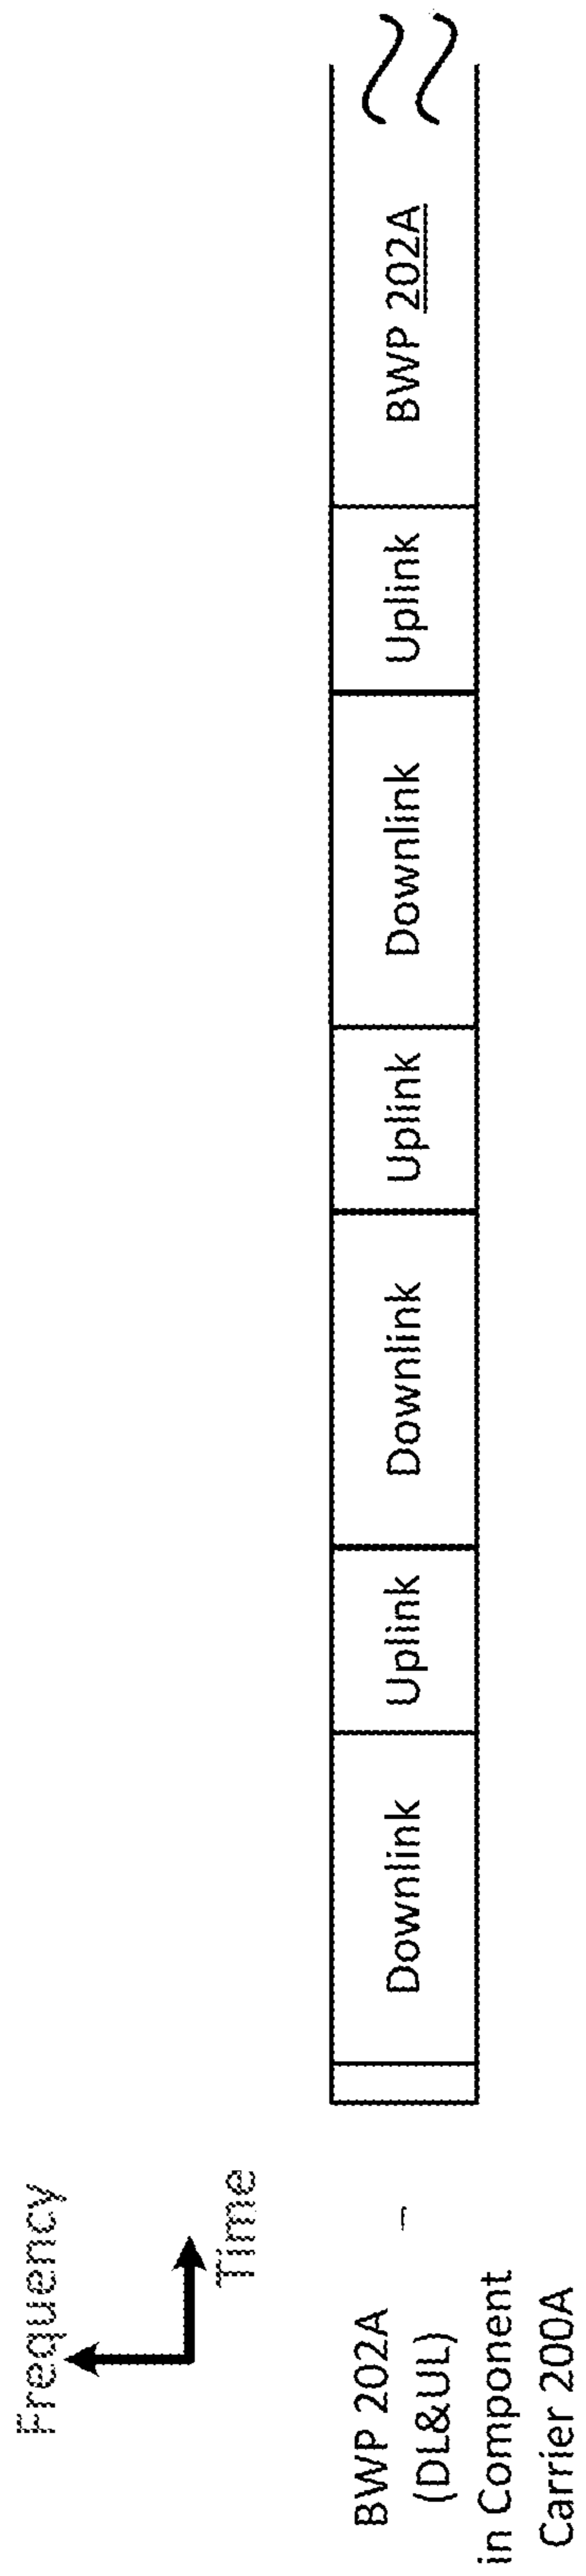 Frequency
Time
BWP 202A
(DL&UL)
in Component
Carrier 200A
Downlink
Uplink
Downlink
Uplink
Downlink
Uplink
BWP 202A